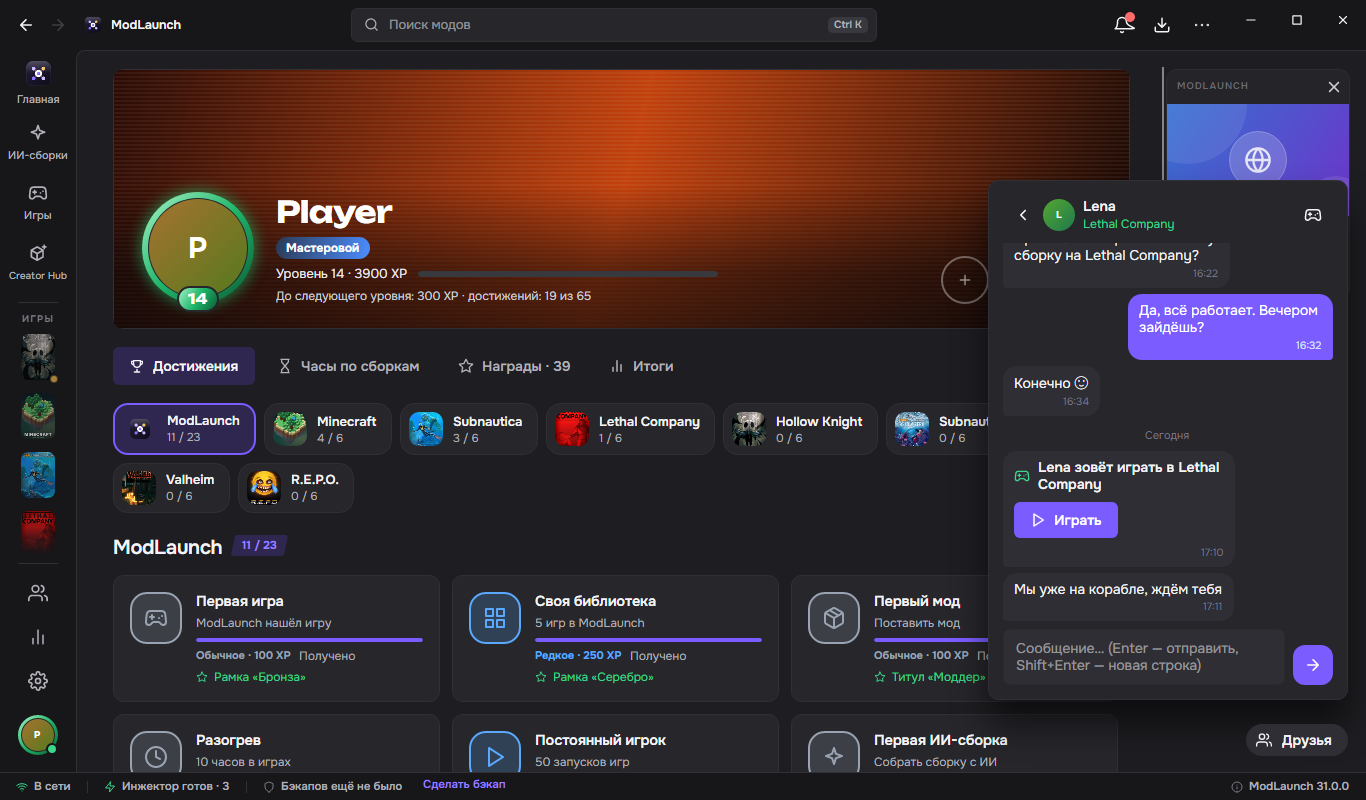 ModLaunch
Поиск модов
Ctrl K
Главная
ИИ-сборки
Игры
Creator Hub
ИГРЫ
MINECRAFT
MODLAUNCH
P
14
Player
Мастеровой
Уровень 14 · 3900 XP
До следующего уровня: 300 XP · достижений: 19 из 65
Достижения
Часы по сборкам
Награды · 39
Итоги
ModLaunch
11 / 23
Minecraft
4 / 6
Subnautica
3 / 6
Lethal Company
1 / 6
Hollow Knight
0 / 6
0 / 6
Valheim
0 / 6
R.E.P.O.
0 / 6
ModLaunch
11 / 23
Первая игра
ModLaunch нашёл игру
Обычное · 100 XP Получено
Рамка «Бронза»
Своя библиотека
5 игр в ModLaunch
Редкое · 250 XP Получено
Рамка «Серебро»
Первый мод
Поставить мод
Обычное · 100 XP
Титул «Моддер»
Разогрев
10 часов в играх
Постоянный игрок
50 запусков игр
Первая ИИ-сборка
Собрать сборку с ИИ
L
Lena
Lethal Company
сборку на Lethal Company?
16:22
Да, всё работает. Вечером
зайдёшь?
16:32
Конечно
16:34
Сегодня
Lena зовёт играть в Lethal
Company
Играть
17:10
Мы уже на корабле, ждём тебя
17:11
Сообщение... (Enter — отправить,
Shift+Enter — новая строка)
Друзья
P
В сети
Инжектор готов · 3
Бэкапов ещё не было
Сделать бэкап
ModLaunch 31.0.0